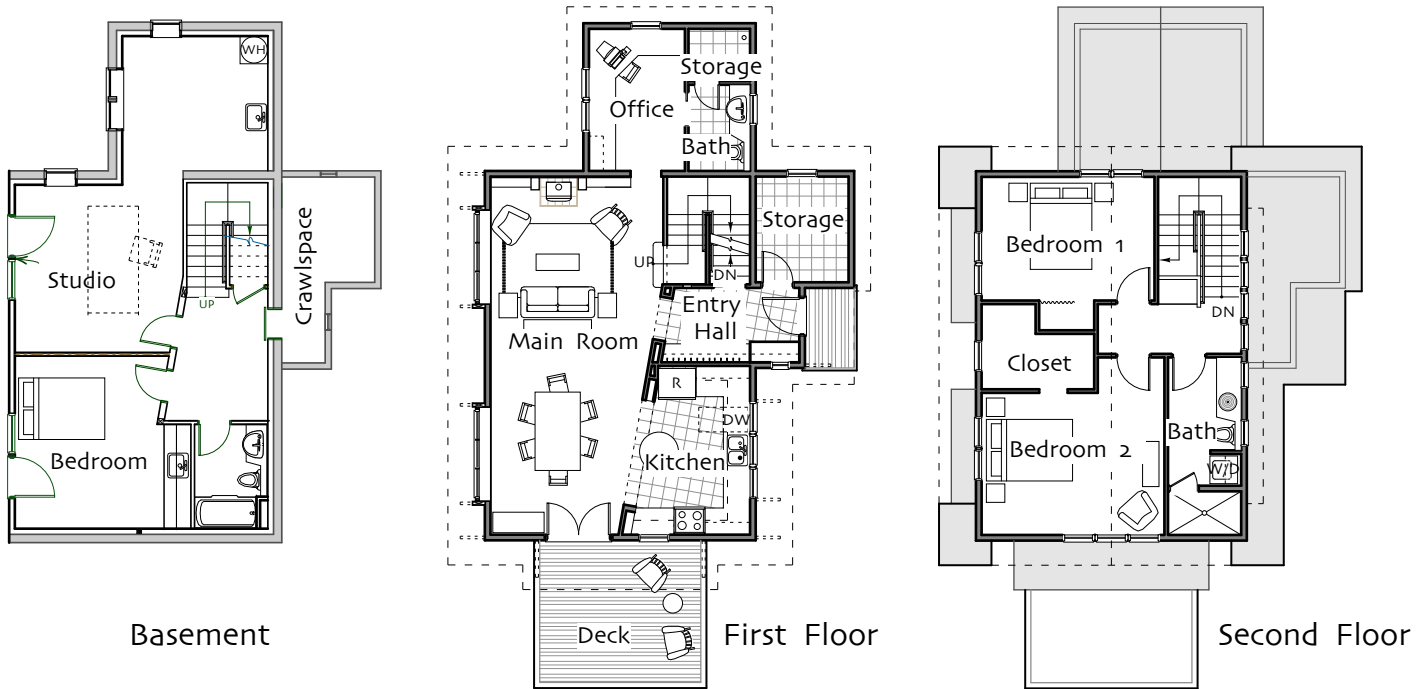 WH
Studio
UP
Crawlspace
Bedroom
Basement
Storage
Office
Bath
Storage
UP
DN
Entry
Hall
Main Room
R
DW
Kitchen
Deck
First Floor
Bedroom 1
DN
Closet
Bedroom 2
Bath
W/D
Second Floor